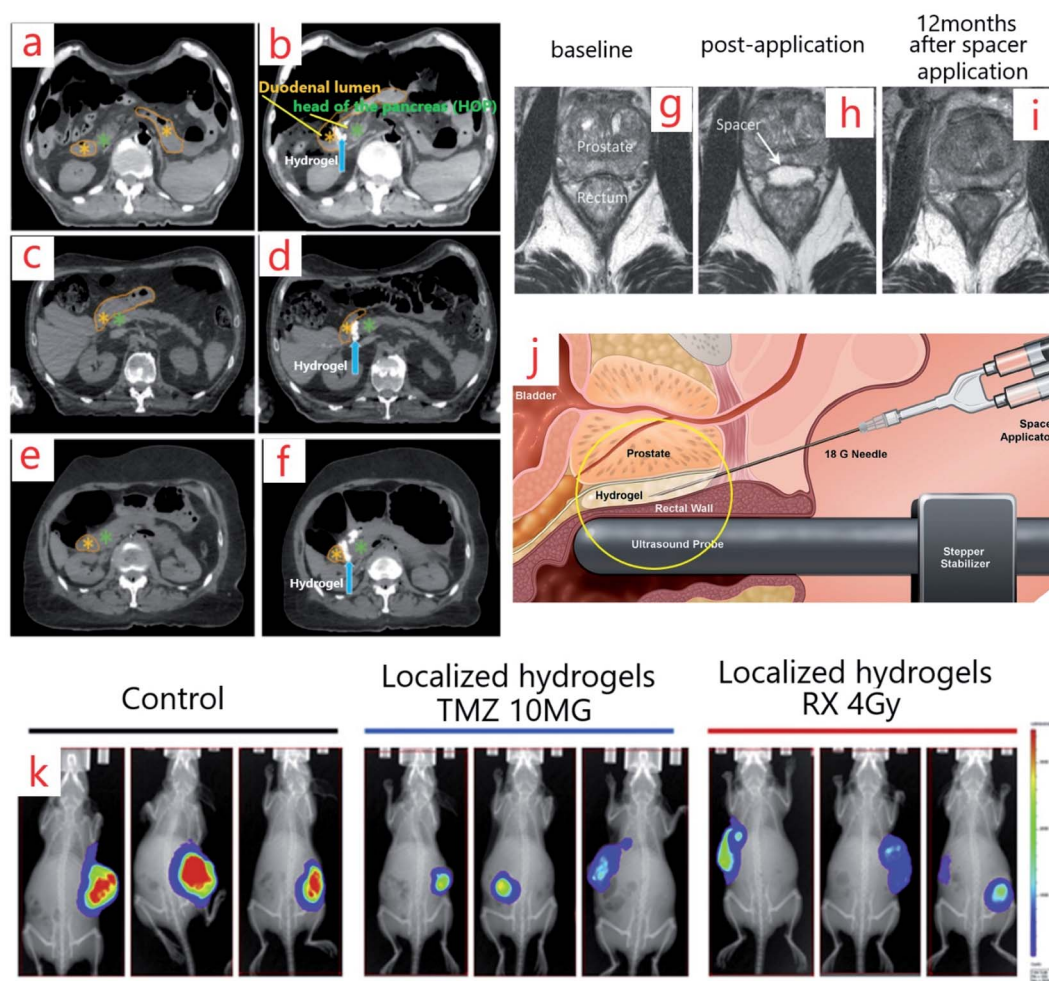 a
b
Duodenal lumen
head of the pancreas (HOP)
Hydrogel
c
d
Hydrogel
e
f
Hydrogel
baseline
post-application
12months
after spacer
application
g
Prostate
Rectum
h
Spacer
i
j
Bladder
Prostate
Hydrogel
Rectal Wall
Ultrasound Probe
18 G Needle
Space
Applicato
Stepper
Stabilizer
Control
Localized hydrogels
TMZ 10MG
Localized hydrogels
RX 4Gy
k